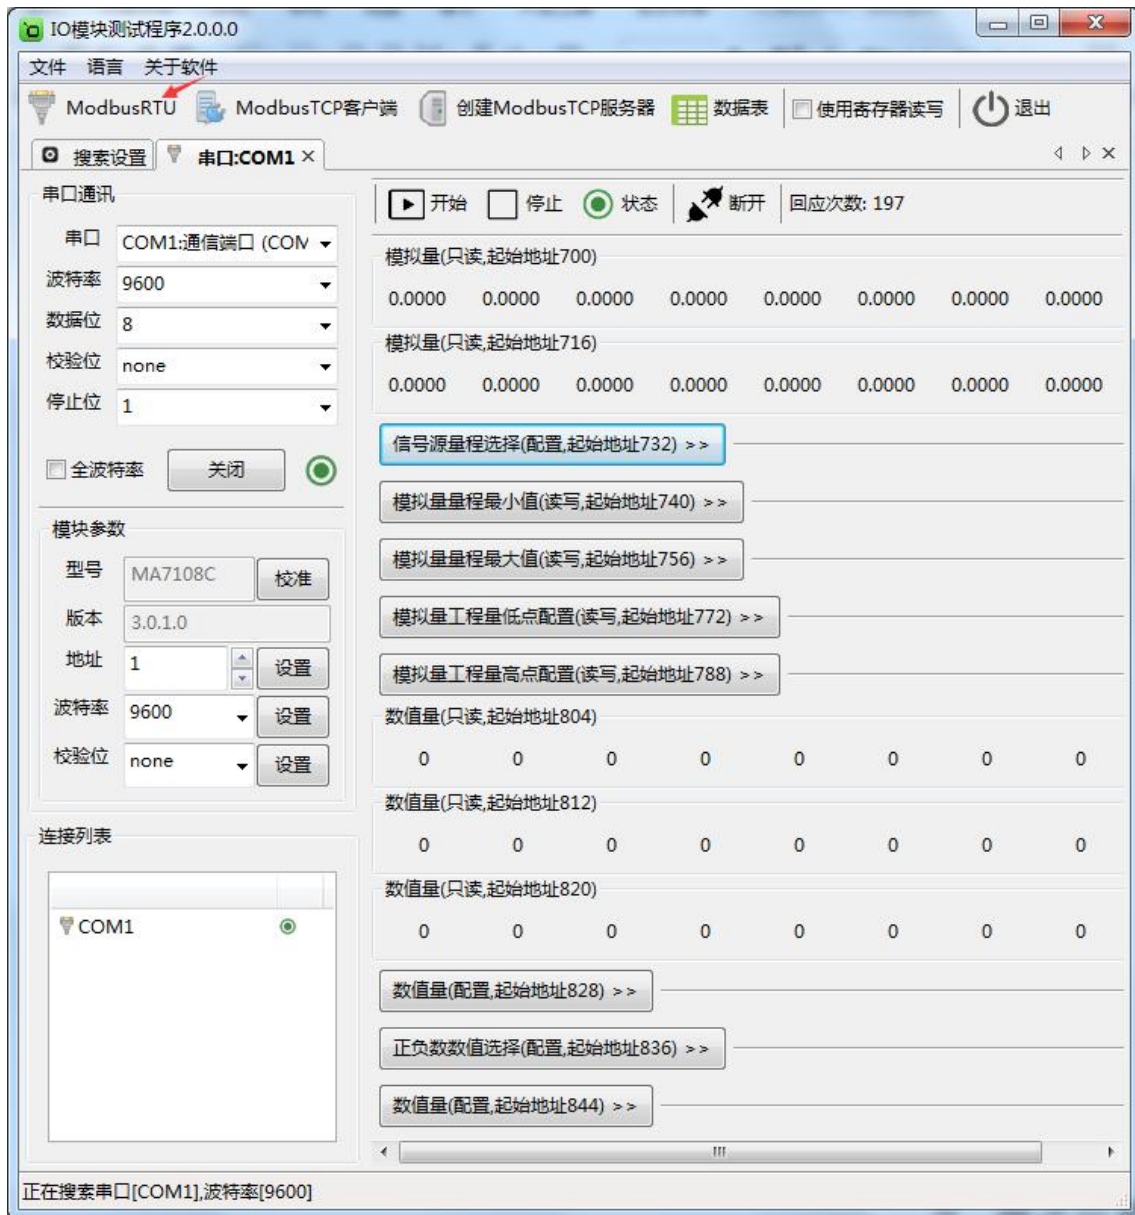 IO模块测试程序2.0.0.0
文件 语言 关于软件
ModbusRTU ModbusTCP客户端 创建ModbusTCP服务器 数据表 使用寄存器读写 退出
搜索设置 串口:COM1
串口通讯
串口 COM1:通信端口 (COM
波特率 9600
数据位 8
校验位 none
停止位 1
全波特率 关闭
模块参数
型号 MA7108C 校准
版本 3.0.1.0
地址 1 设置
波特率 9600 设置
校验位 none 设置
连接列表
COM1
开始 停止 状态 断开 回应次数: 197
模拟量(只读,起始地址700)
0.0000 0.0000 0.0000 0.0000 0.0000 0.0000 0.0000 0.0000
模拟量(只读,起始地址716)
0.0000 0.0000 0.0000 0.0000 0.0000 0.0000 0.0000 0.0000
信号源量程选择(配置,起始地址732) >>
模拟量量程最小值(读写,起始地址740) >>
模拟量量程最大值(读写,起始地址756) >>
模拟量工程量低点配置(读写,起始地址772) >>
模拟量工程量高点配置(读写,起始地址788) >>
数值量(只读,起始地址804)
0 0 0 0 0 0 0 0
数值量(只读,起始地址812)
0 0 0 0 0 0 0 0
数值量(只读,起始地址820)
0 0 0 0 0 0 0 0
数值量(配置,起始地址828) >>
正负数数值选择(配置,起始地址836) >>
数值量(配置,起始地址844) >>
正在搜索串口[COM1],波特率[9600]